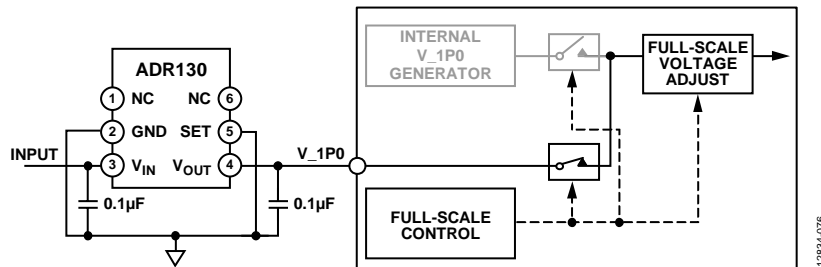 INTERNAL
V_1P0
GENERATOR
FULL-SCALE
VOLTAGE
ADJUST
ADR130
1 NC
NC 6
2 GND
SET 5
INPUT
3 VIN
VOUT 4
V_1P0
0.1µF
0.1µF
FULL-SCALE
CONTROL
12834-076